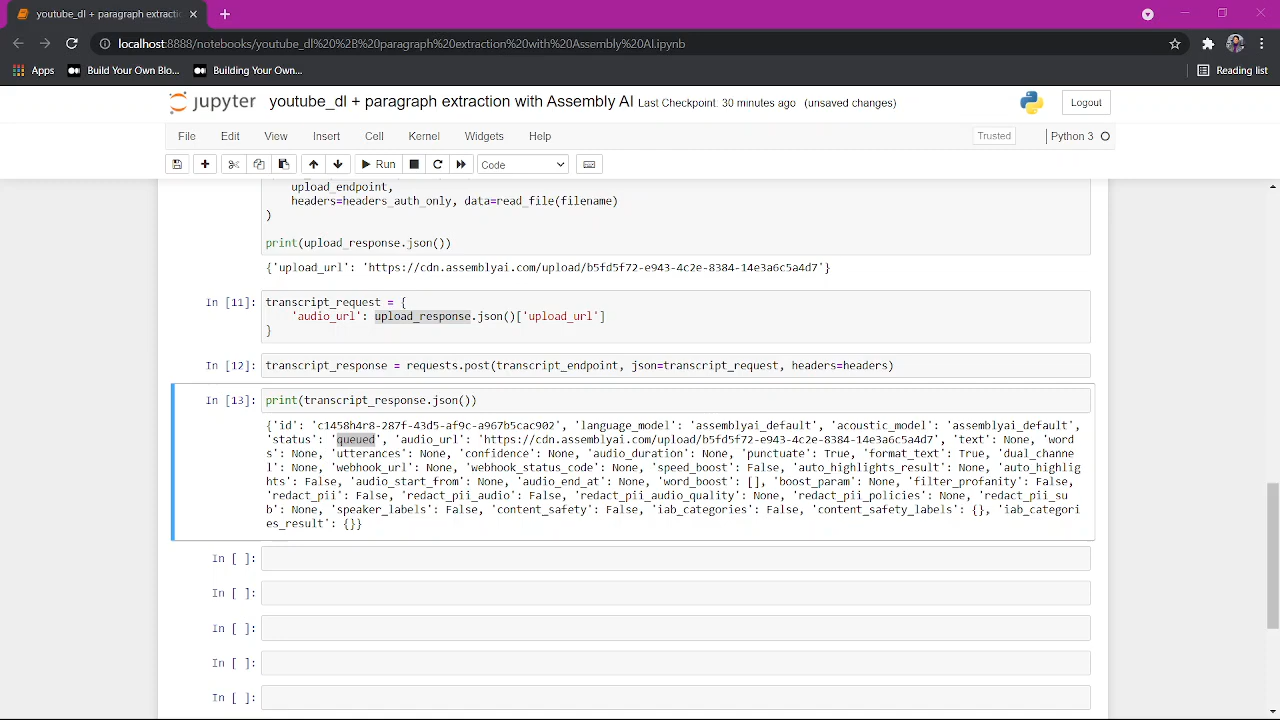 youtube_dl + paragraph extractio
localhost:8888/notebooks/youtube_dl%20%2B%20paragraph%20extraction%20with%20Assembly%20AI.ipynb
Apps Build Your Own Blo... Building Your Own... Reading list
jupyter youtube_dl + paragraph extraction with Assembly AI Last Checkpoint: 30 minutes ago (unsaved changes) Logout
File Edit View Insert Cell Kernel Widgets Help Trusted Python 3
Run Code
upload_endpoint,
headers=headers_auth_only, data=read_file(filename)
)
print(upload_response.json())
{'upload_url': 'https://cdn.assemblyai.com/upload/b5fd5f72-e943-4c2e-8384-14e3a6c5a4d7'}
In [11]: transcript_request = {
'audio_url': upload_response.json()['upload_url']
}
In [12]: transcript_response = requests.post(transcript_endpoint, json=transcript_request, headers=headers)
In [13]: print(transcript_response.json())
{'id': 'c1458h4r8-287f-43d5-af9c-a967b5cac902', 'language_model': 'assemblyai_default', 'acoustic_model': 'assemblyai_default',
'status': 'queued', 'audio_url': 'https://cdn.assemblyai.com/upload/b5fd5f72-e943-4c2e-8384-14e3a6c5a4d7', 'text': None, 'word
s': None, 'utterances': None, 'confidence': None, 'audio_duration': None, 'punctuate': True, 'format_text': True, 'dual_channe
l': None, 'webhook_url': None, 'webhook_status_code': None, 'speed_boost': False, 'auto_highlights_result': None, 'auto_highlig
hts': False, 'audio_start_from': None, 'audio_end_at': None, 'word_boost': [], 'boost_param': None, 'filter_profanity': False,
'redact_pii': False, 'redact_pii_audio': False, 'redact_pii_audio_quality': None, 'redact_pii_policies': None, 'redact_pii_su
b': None, 'speaker_labels': False, 'content_safety': False, 'iab_categories': False, 'content_safety_labels': {}, 'iab_categori
es_result': {}}
In [ ]:
In [ ]:
In [ ]:
In [ ]:
In [ ]: